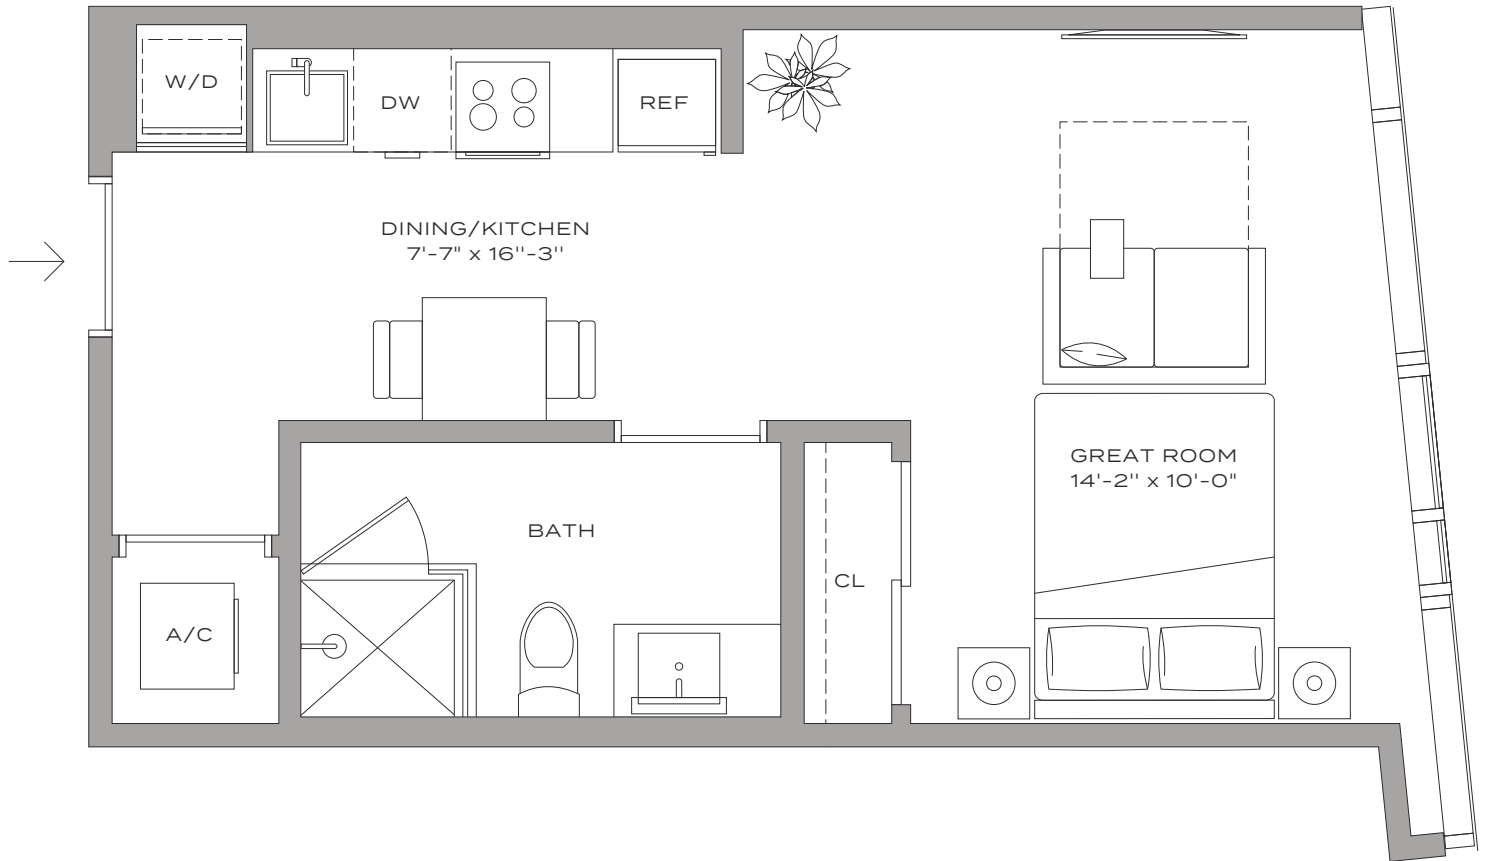 W/D
DW
REF
DINING/KITCHEN
7'-7" x 16''-3''
GREAT ROOM
14'-2'' x 10'-0"
BATH
CL
A/C